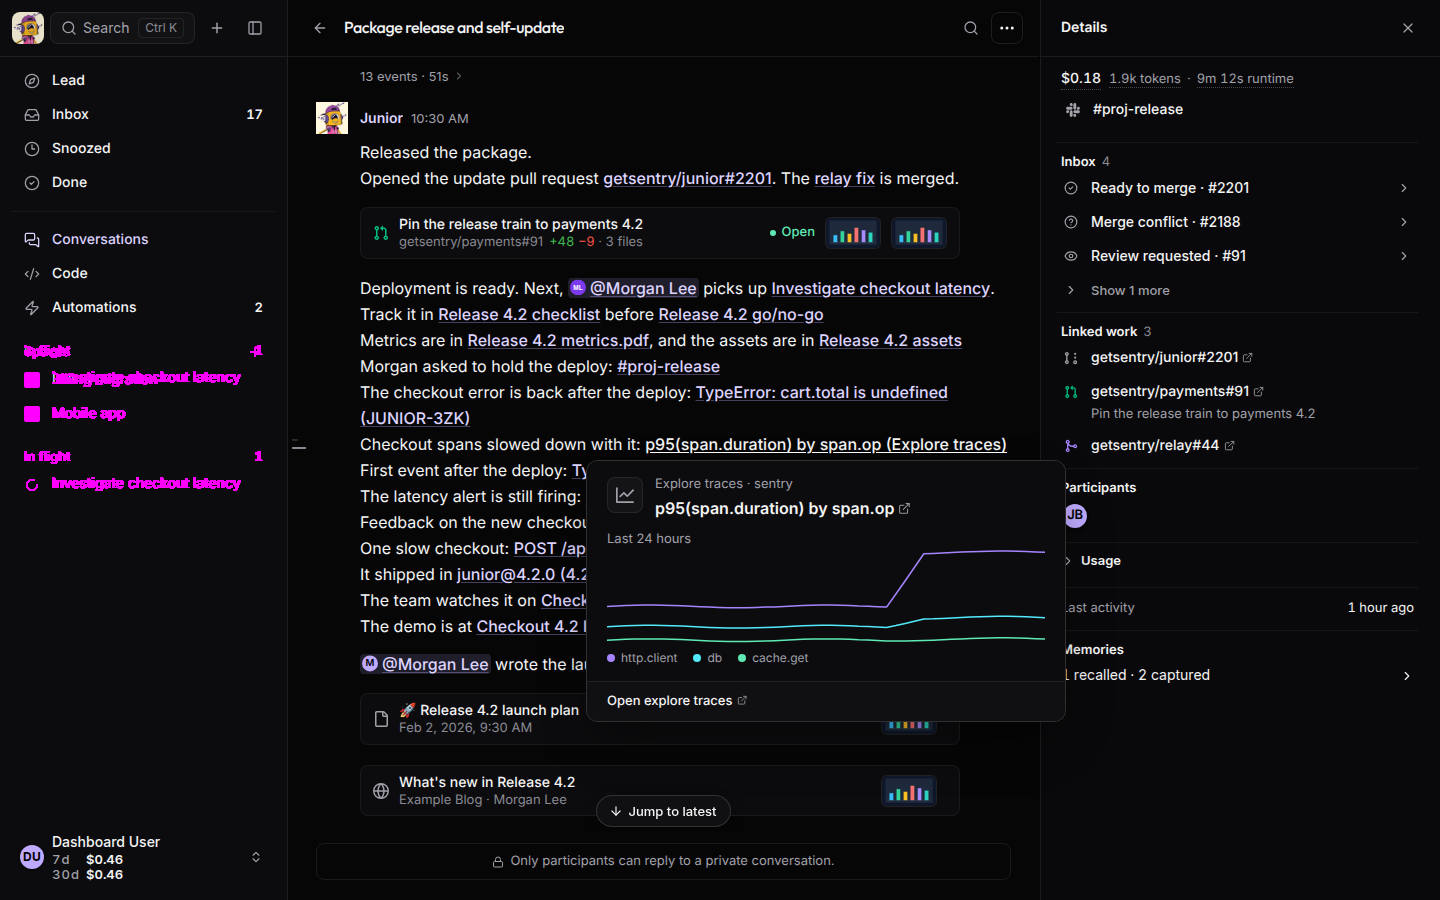 Search Ctrl K
Lead
Inbox 17
Snoozed
Done
Conversations
Code
Automations 2
Mobile app
In flight 1
Investigate checkout latency
Dashboard User
7d $0.46
30d $0.46
DU
Package release and self-update
13 events · 51s
Junior 10:30 AM
Released the package.
Opened the update pull request getsentry/junior#2201. The relay fix is merged.
Pin the release train to payments 4.2
getsentry/payments#91 +48 −9 · 3 files
Open
Deployment is ready. Next, ML @Morgan Lee picks up Investigate checkout latency.
Track it in Release 4.2 checklist before Release 4.2 go/no-go
Metrics are in Release 4.2 metrics.pdf, and the assets are in Release 4.2 assets
Morgan asked to hold the deploy: #proj-release
The checkout error is back after the deploy: TypeError: cart.total is undefined
(JUNIOR-3ZK)
Checkout spans slowed down with it: p95(span.duration) by span.op (Explore traces)
First event after the deploy: Ty
The latency alert is still firing:
Feedback on the new checkou
One slow checkout: POST /ap
It shipped in junior@4.2.0 (4.2
The team watches it on Check
The demo is at Checkout 4.2 l
M @Morgan Lee wrote the lau
🚀 Release 4.2 launch plan
Feb 2, 2026, 9:30 AM
What's new in Release 4.2
Example Blog · Morgan Lee
Jump to latest
Only participants can reply to a private conversation.
Explore traces · sentry
p95(span.duration) by span.op
Last 24 hours
http.client db cache.get
Open explore traces
Details
$0.18 1.9k tokens · 9m 12s runtime
#proj-release
Inbox 4
Ready to merge · #2201
Merge conflict · #2188
Review requested · #91
Show 1 more
Linked work 3
getsentry/junior#2201
getsentry/payments#91
Pin the release train to payments 4.2
getsentry/relay#44
Participants
JB
Usage
Last activity 1 hour ago
Memories
1 recalled · 2 captured